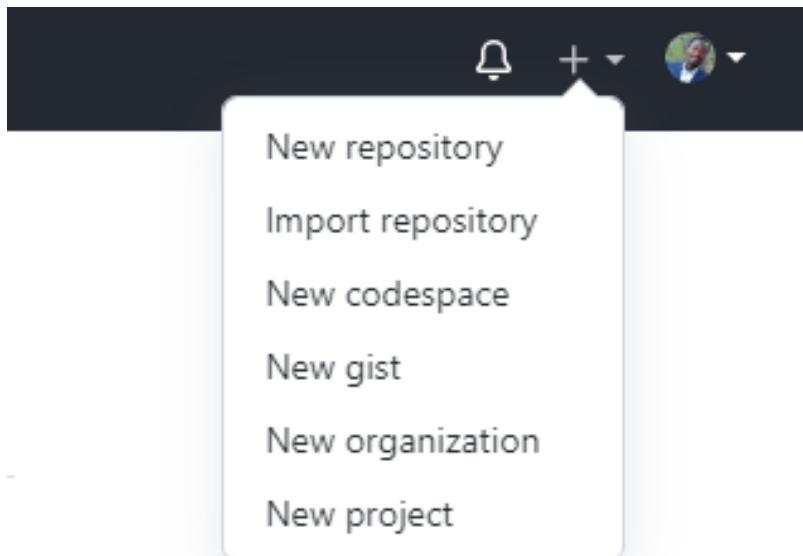 New repository
Import repository
New codespace
New gist
New organization
New project